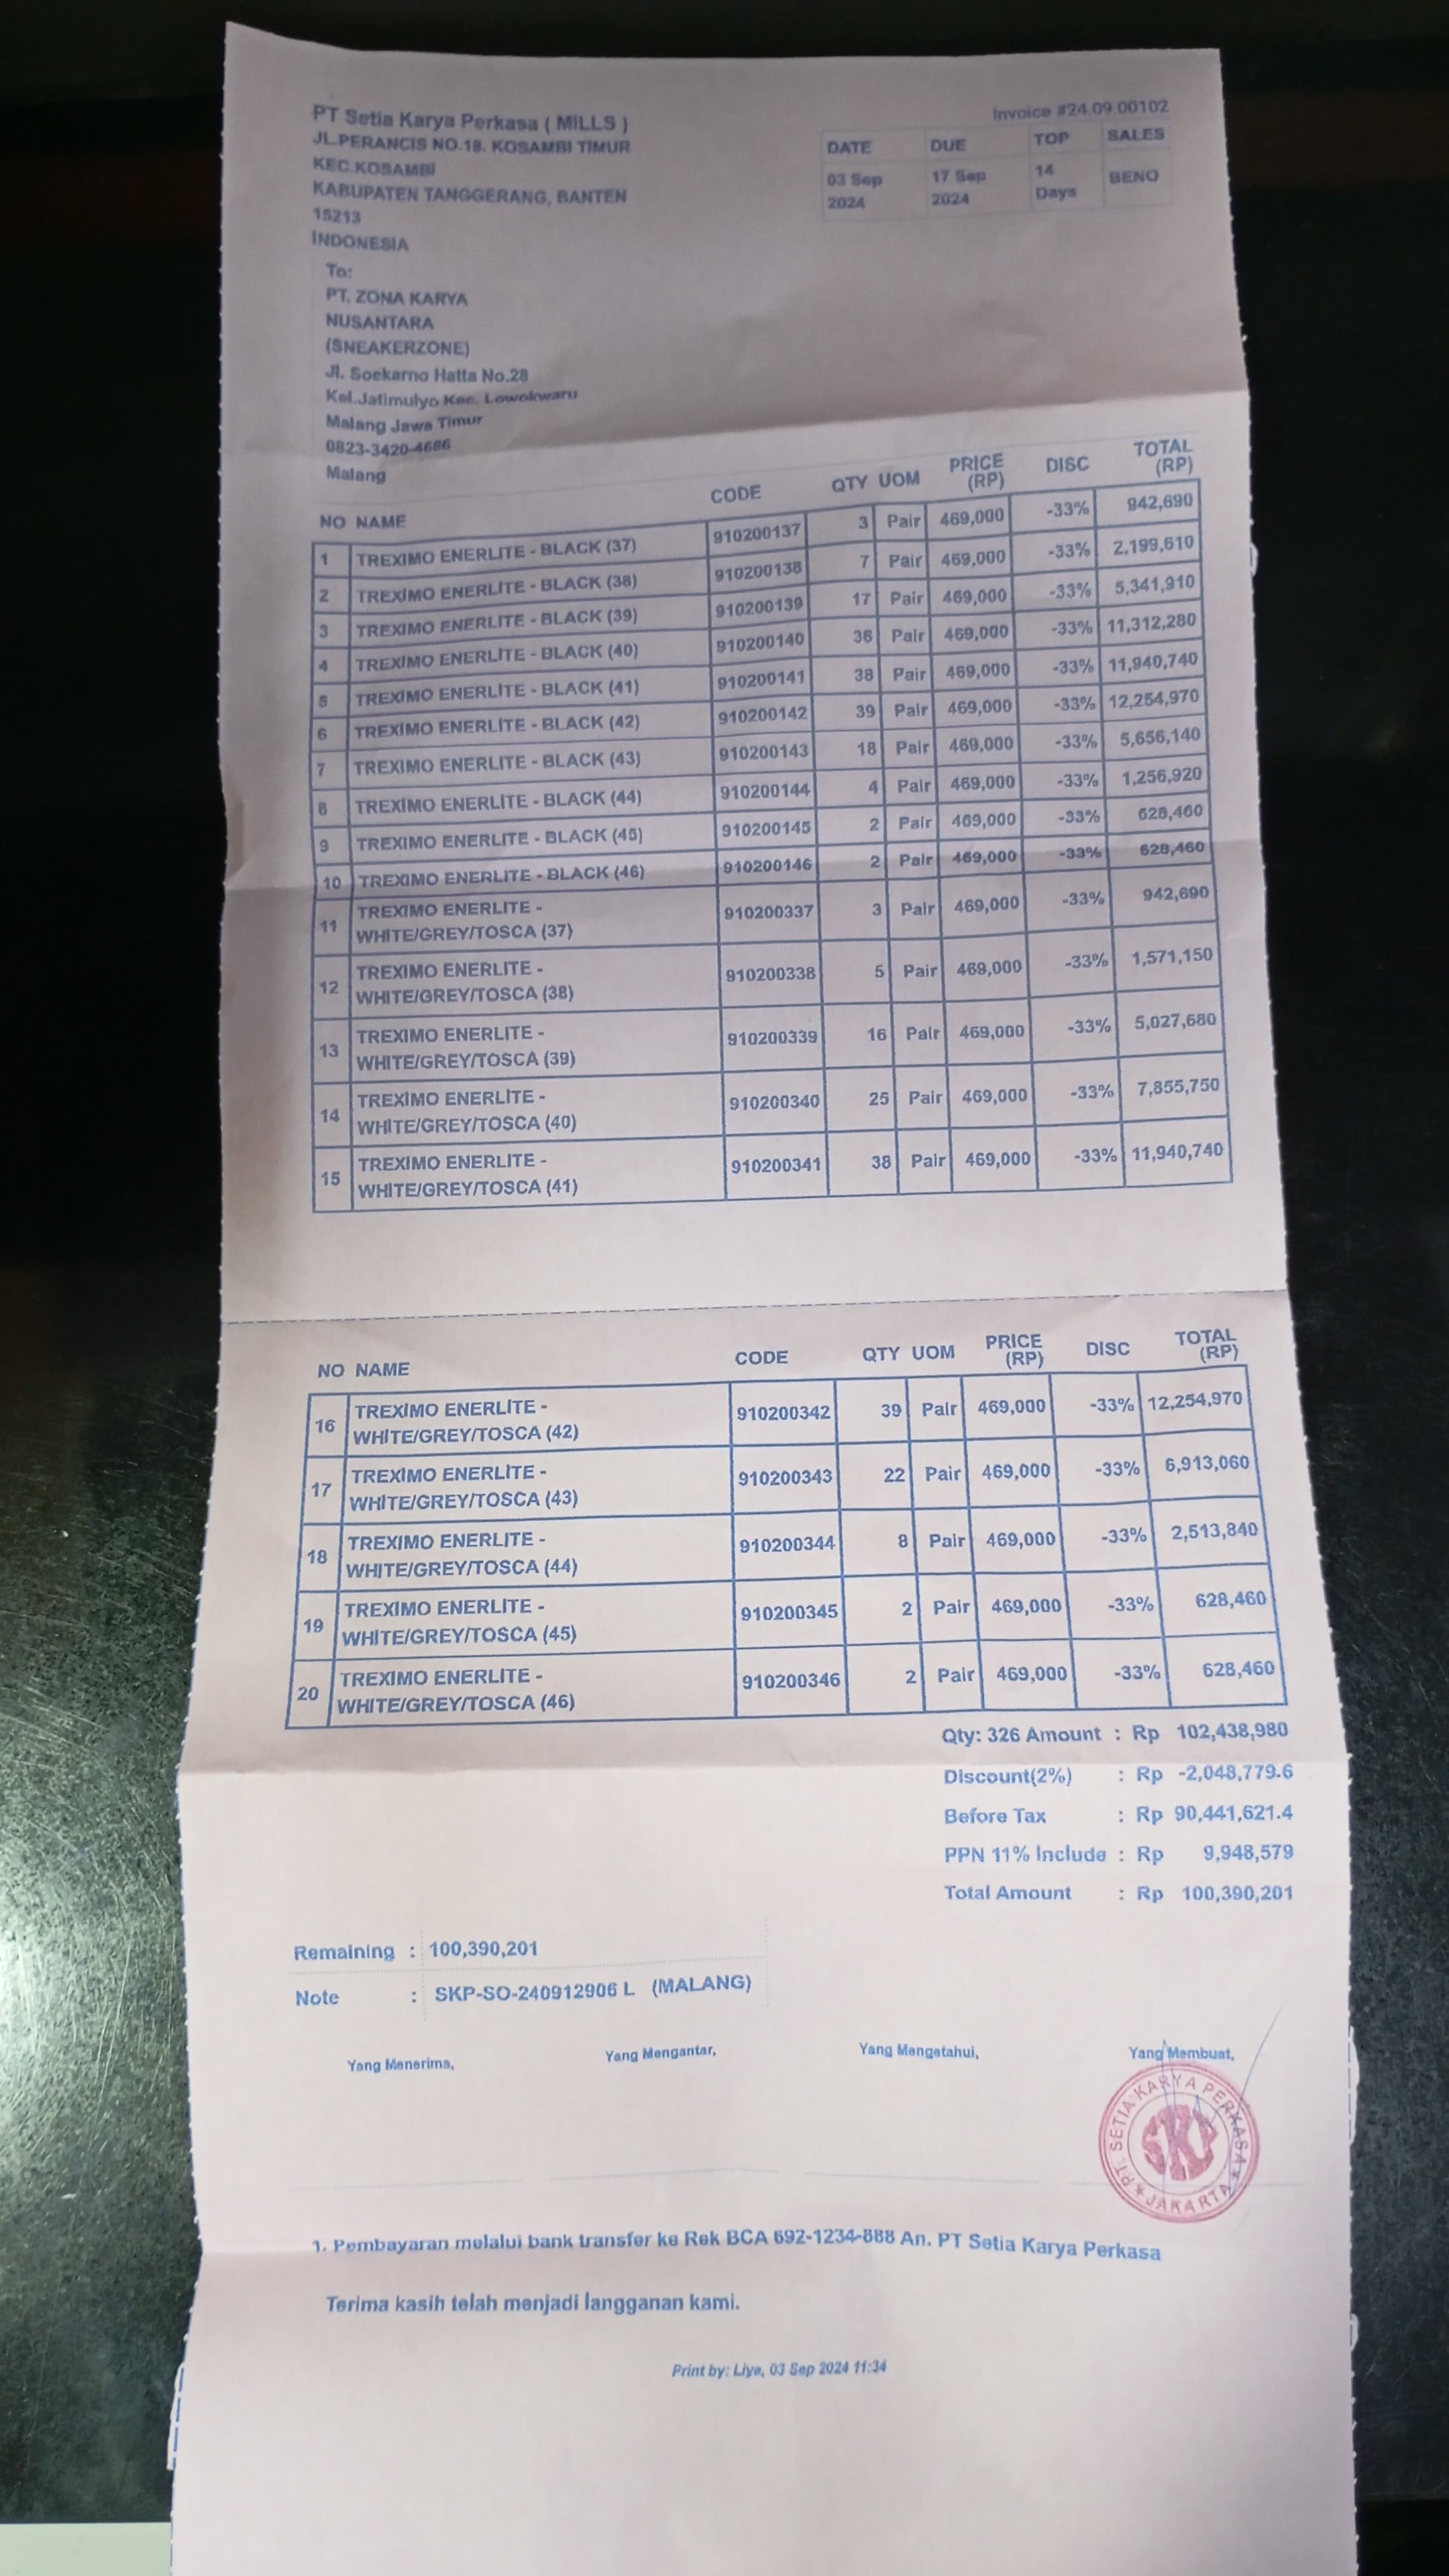 PT Setia Karya Perkasa ( MILLS )
JL.PERANCIS NO.18. KOSAMBI TIMUR
KEC.KOSAMBI
KABUPATEN TANGGERANG, BANTEN
15213
INDONESIA
Invoice #24.09.00102
DATE DUE TOP SALES
03 Sep 2024 17 Sep 2024 14 Days BENO
To:
PT. ZONA KARYA
NUSANTARA
(SNEAKERZONE)
Jl. Soekarno Hatta No.28
Kel.Jatimulyo Kec. Lowokwaru
Malang Jawa Timur
0823-3420-4686
Malang
NO NAME CODE QTY UOM PRICE (RP) DISC TOTAL (RP)
1 TREXIMO ENERLITE - BLACK (37) 910200137 3 Pair 469,000 -33% 942,690
2 TREXIMO ENERLITE - BLACK (38) 910200138 7 Pair 469,000 -33% 2,199,610
3 TREXIMO ENERLITE - BLACK (39) 910200139 17 Pair 469,000 -33% 5,341,910
4 TREXIMO ENERLITE - BLACK (40) 910200140 36 Pair 469,000 -33% 11,312,280
5 TREXIMO ENERLITE - BLACK (41) 910200141 38 Pair 469,000 -33% 11,940,740
6 TREXIMO ENERLITE - BLACK (42) 910200142 39 Pair 469,000 -33% 12,254,970
7 TREXIMO ENERLITE - BLACK (43) 910200143 18 Pair 469,000 -33% 5,656,140
8 TREXIMO ENERLITE - BLACK (44) 910200144 4 Pair 469,000 -33% 1,256,920
9 TREXIMO ENERLITE - BLACK (45) 910200145 2 Pair 469,000 -33% 628,460
10 TREXIMO ENERLITE - BLACK (46) 910200146 2 Pair 469,000 -33% 628,460
11 TREXIMO ENERLITE - WHITE/GREY/TOSCA (37) 910200337 3 Pair 469,000 -33% 942,690
12 TREXIMO ENERLITE - WHITE/GREY/TOSCA (38) 910200338 5 Pair 469,000 -33% 1,571,150
13 TREXIMO ENERLITE - WHITE/GREY/TOSCA (39) 910200339 16 Pair 469,000 -33% 5,027,680
14 TREXIMO ENERLITE - WHITE/GREY/TOSCA (40) 910200340 25 Pair 469,000 -33% 7,855,750
15 TREXIMO ENERLITE - WHITE/GREY/TOSCA (41) 910200341 38 Pair 469,000 -33% 11,940,740
NO NAME CODE QTY UOM PRICE (RP) DISC TOTAL (RP)
16 TREXIMO ENERLITE - WHITE/GREY/TOSCA (42) 910200342 39 Pair 469,000 -33% 12,254,970
17 TREXIMO ENERLITE - WHITE/GREY/TOSCA (43) 910200343 22 Pair 469,000 -33% 6,913,060
18 TREXIMO ENERLITE - WHITE/GREY/TOSCA (44) 910200344 8 Pair 469,000 -33% 2,513,840
19 TREXIMO ENERLITE - WHITE/GREY/TOSCA (45) 910200345 2 Pair 469,000 -33% 628,460
20 TREXIMO ENERLITE - WHITE/GREY/TOSCA (46) 910200346 2 Pair 469,000 -33% 628,460
Qty: 326 Amount : Rp 102,438,980
Discount(2%) : Rp -2,048,779.6
Before Tax : Rp 90,441,621.4
PPN 11% Include : Rp 9,948,579
Total Amount : Rp 100,390,201
Remaining : 100,390,201
Note : SKP-SO-240912906 L (MALANG)
Yang Menerima, Yang Mengantar, Yang Mengetahui, Yang Membuat,
PT. SETIA KARYA PERKASA
SKP
JAKARTA
1. Pembayaran melalui bank transfer ke Rek BCA 692-1234-888 An. PT Setia Karya Perkasa
Terima kasih telah menjadi langganan kami.
Print by: Liya, 03 Sep 2024 11:34